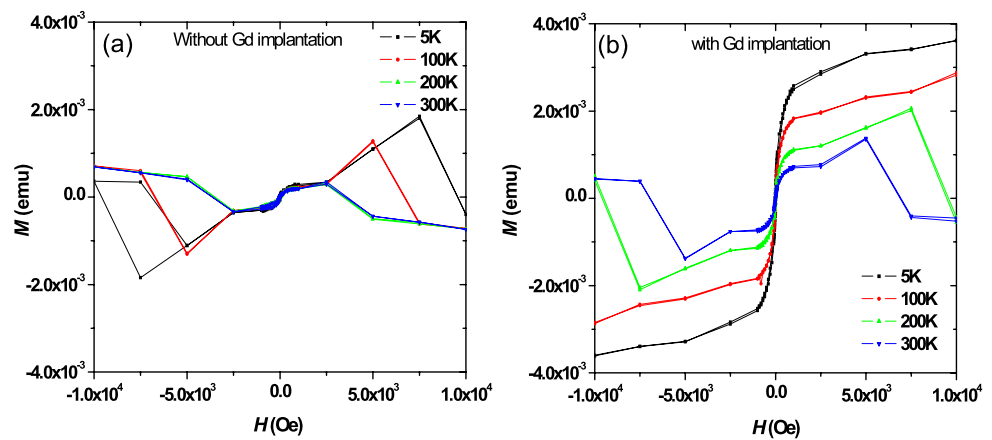 (a) Without Gd implantation
5K
100K
200K
300K
4.0x10⁻³
2.0x10⁻³
0.0
-2.0x10⁻³
-4.0x10⁻³
M (emu)
-1.0x10⁴ -5.0x10³ 0.0 5.0x10³ 1.0x10⁴
H (Oe)
(b) with Gd implantation
5K
100K
200K
300K
4.0x10⁻³
2.0x10⁻³
0.0
-2.0x10⁻³
-4.0x10⁻³
M (emu)
-1.0x10⁴ -5.0x10³ 0.0 5.0x10³ 1.0x10⁴
H (Oe)